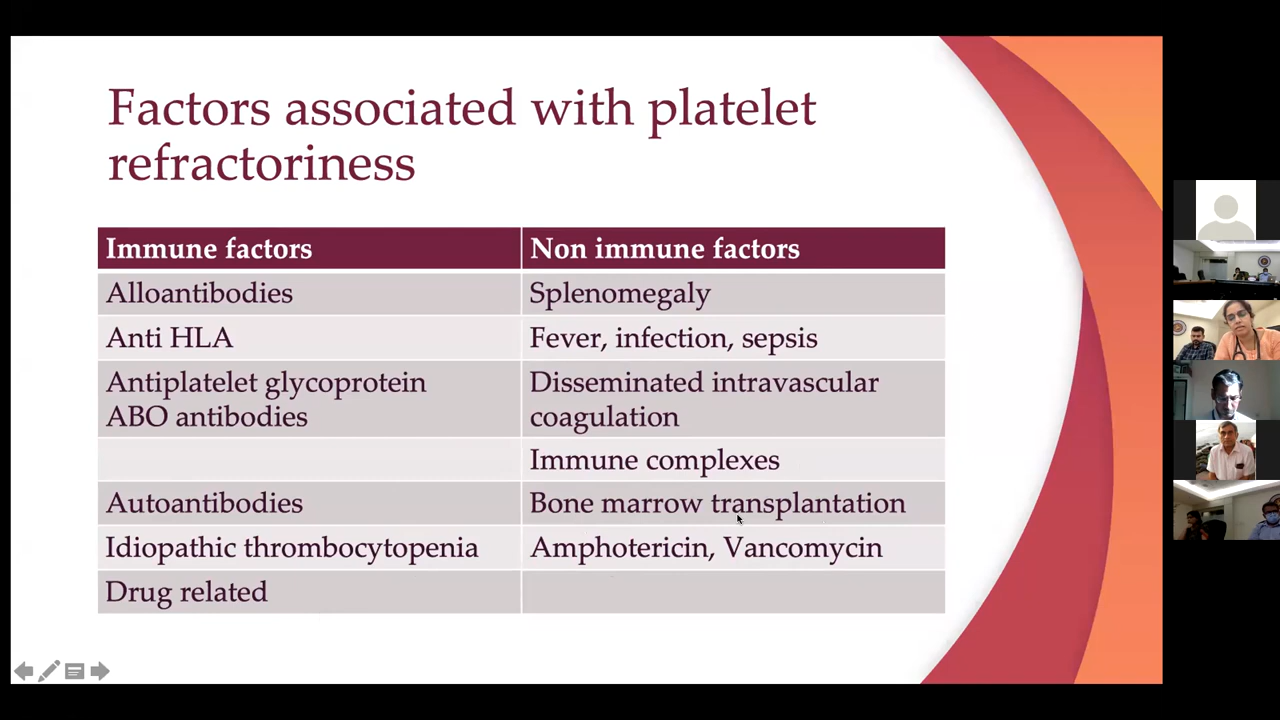 Factors associated with platelet
refractoriness
Immune factors
Non immune factors
Alloantibodies
Splenomegaly
Anti HLA
Fever, infection, sepsis
Antiplatelet glycoprotein
ABO antibodies
Disseminated intravascular
coagulation
Immune complexes
Autoantibodies
Bone marrow transplantation
Idiopathic thrombocytopenia
Amphotericin, Vancomycin
Drug related